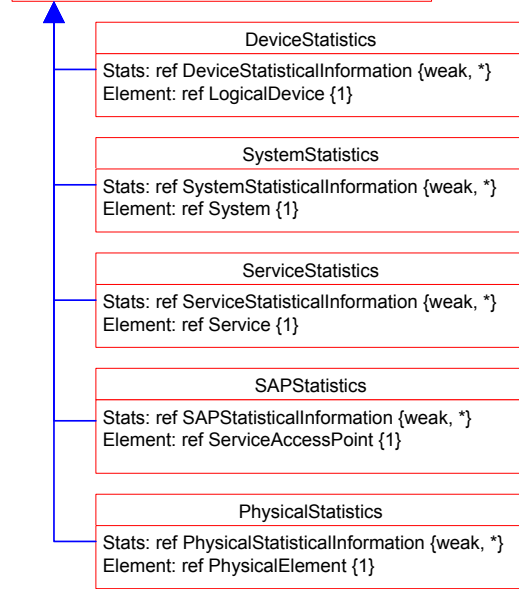 DeviceStatistics
Stats: ref DeviceStatisticalInformation {weak, *}
Element: ref LogicalDevice {1}
SystemStatistics
Stats: ref SystemStatisticalInformation {weak, *}
Element: ref System {1}
ServiceStatistics
Stats: ref ServiceStatisticalInformation {weak, *}
Element: ref Service {1}
SAPStatistics
Stats: ref SAPStatisticalInformation {weak, *}
Element: ref ServiceAccessPoint {1}
PhysicalStatistics
Stats: ref PhysicalStatisticalInformation {weak, *}
Element: ref PhysicalElement {1}